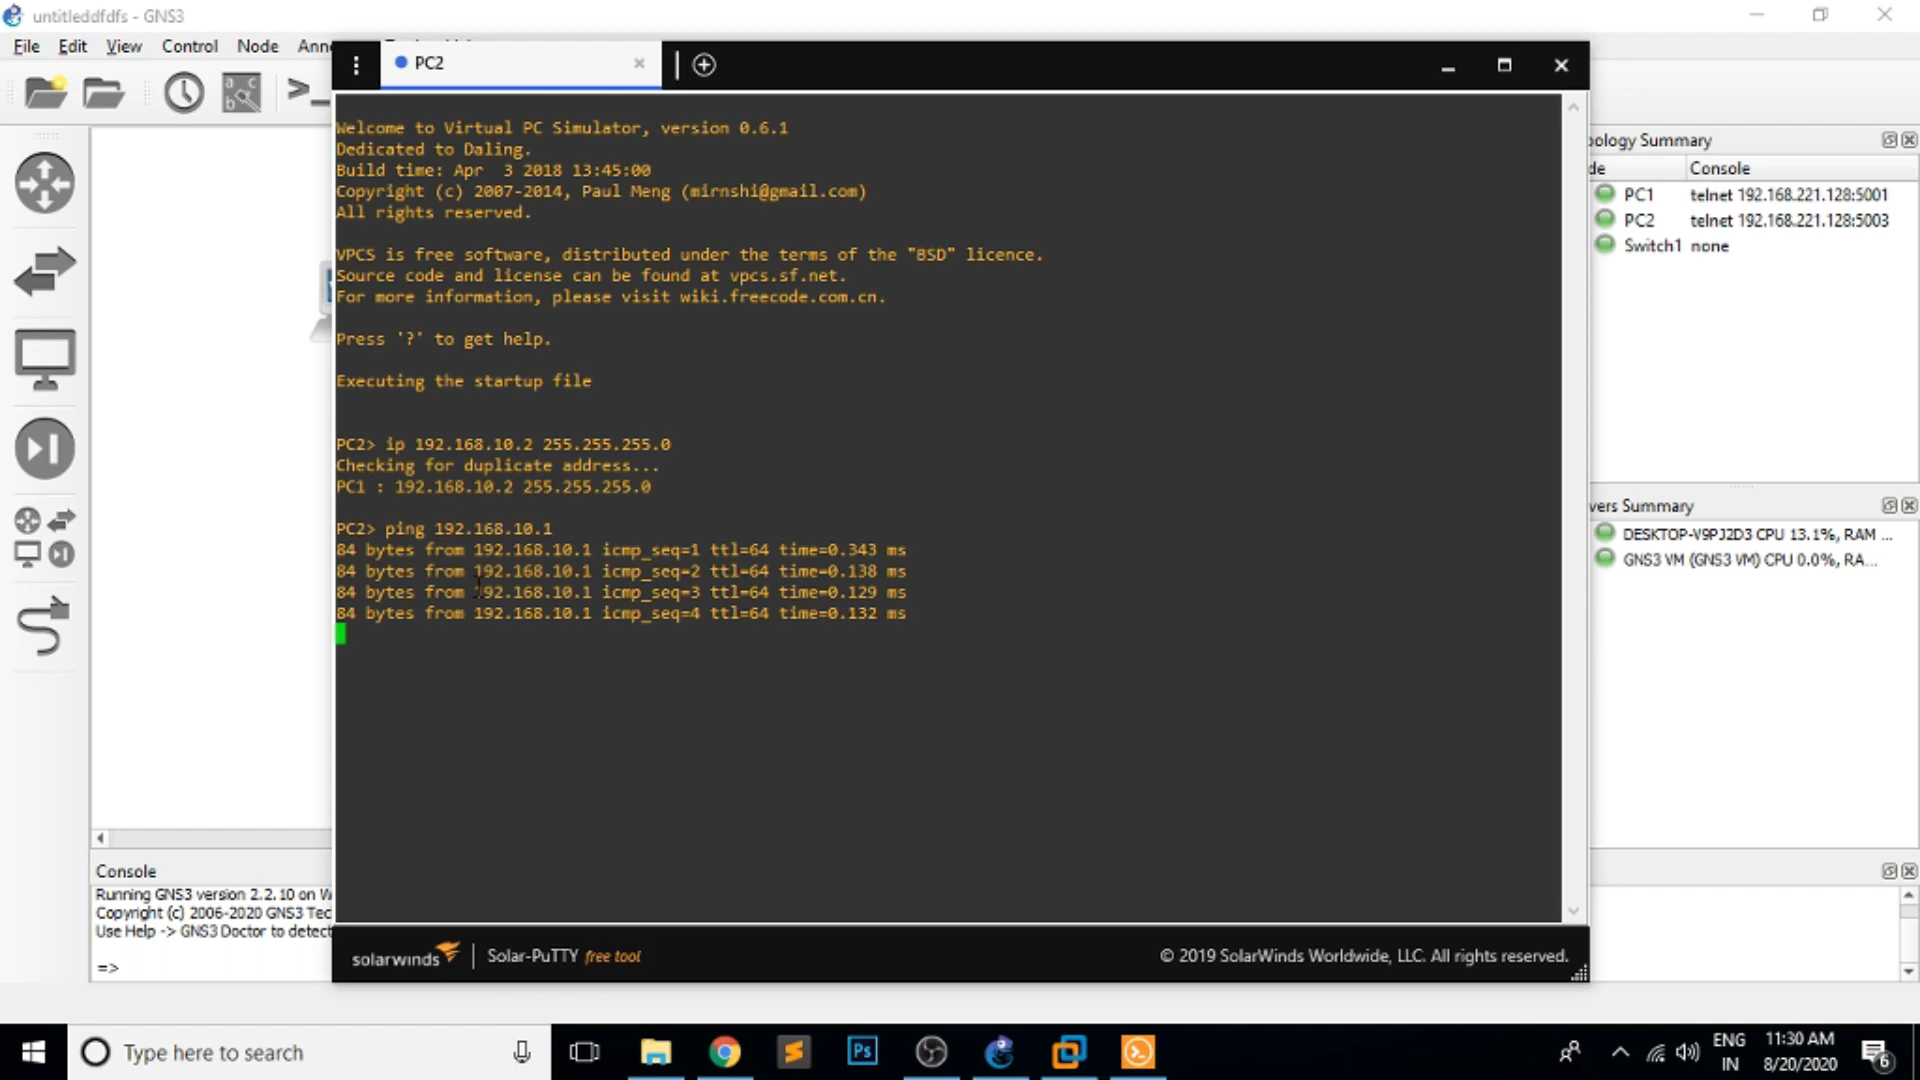 untitleddfdfs - GNS3
File Edit View Control Node
PC2
Welcome to Virtual PC Simulator, version 0.6.1
Dedicated to Daling.
Build time: Apr 3 2018 13:45:00
Copyright (c) 2007-2014, Paul Meng (mirnshi@gmail.com)
All rights reserved.
VPCS is free software, distributed under the terms of the "BSD" licence.
Source code and license can be found at vpcs.sf.net.
For more information, please visit wiki.freecode.com.cn.
Press '?' to get help.
Executing the startup file
PC2> ip 192.168.10.2 255.255.255.0
Checking for duplicate address...
PC1 : 192.168.10.2 255.255.255.0
PC2> ping 192.168.10.1
84 bytes from 192.168.10.1 icmp_seq=1 ttl=64 time=0.343 ms
84 bytes from 192.168.10.1 icmp_seq=2 ttl=64 time=0.138 ms
84 bytes from 192.168.10.1 icmp_seq=3 ttl=64 time=0.129 ms
84 bytes from 192.168.10.1 icmp_seq=4 ttl=64 time=0.132 ms
solarwinds Solar-PuTTY free tool © 2019 SolarWinds Worldwide, LLC. All rights reserved.
pology Summary
de Console
PC1 telnet 192.168.221.128:5001
PC2 telnet 192.168.221.128:5003
Switch1 none
vers Summary
DESKTOP-V9PJ2D3 CPU 13.1%, RAM ...
GNS3 VM (GNS3 VM) CPU 0.0%, RA...
Console
Running GNS3 version 2.2.10 on
Copyright (c) 2006-2020 GNS3 Tec
Use Help -> GNS3 Doctor to detect
=>
Type here to search
Ps
ENG
IN
11:30 AM
8/20/2020
6